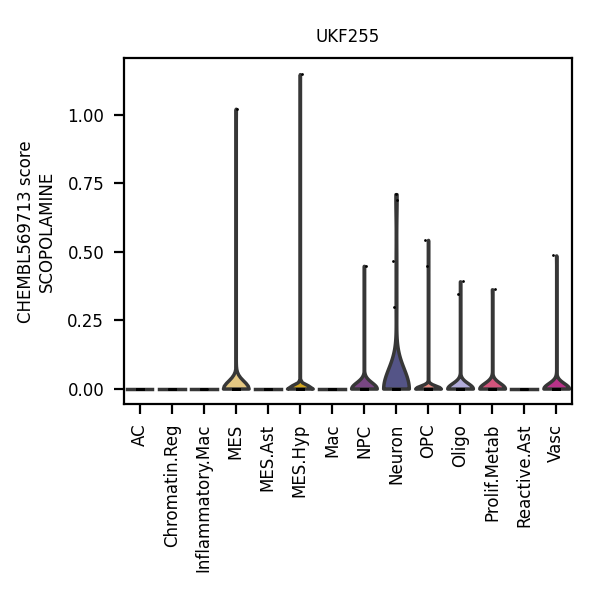 UKF255
CHEMBL569713 score
SCOPOLAMINE
1.00
0.75
0.50
0.25
0.00
AC
Chromatin.Reg
Inflammatory.Mac
MES
MES.Ast
MES.Hyp
Mac
NPC
Neuron
OPC
Oligo
Prolif.Metab
Reactive.Ast
Vasc